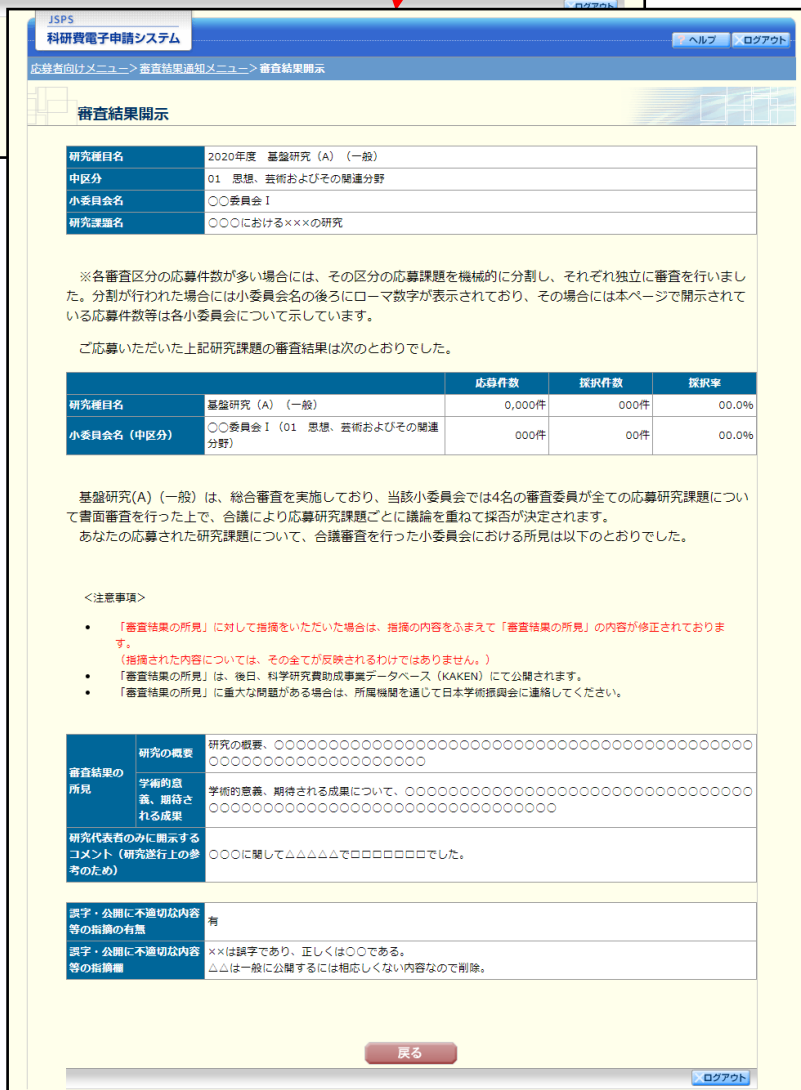 ログアウト
JSPS
科研費電子申請システム
ヘルプ ログアウト
応募者向けメニュー>審査結果通知メニュー>審査結果開示
審査結果開示
研究種目名 2020年度 基盤研究（A）（一般）
中区分 01 思想、芸術およびその関連分野
小委員会名 〇〇委員会Ⅰ
研究課題名 〇〇〇における×××の研究
※各審査区分の応募件数が多い場合には、その区分の応募課題を機械的に分割し、それぞれ独立に審査を行いまし
た。分割が行われた場合には小委員会名の後ろにローマ数字が表示されており、その場合には本ページで開示されて
いる応募件数等は各小委員会について示しています。
ご応募いただいた上記研究課題の審査結果は次のとおりでした。
応募件数 採択件数 採択率
研究種目名 基盤研究（A）（一般） 0,000件 000件 00.0%
小委員会名（中区分） 〇〇委員会Ⅰ（01 思想、芸術およびその関連
分野） 000件 00件 00.0%
基盤研究(A)（一般）は、総合審査を実施しており、当該小委員会では4名の審査委員が全ての応募研究課題につい
て書面審査を行った上で、合議により応募研究課題ごとに議論を重ねて採否が決定されます。
あなたの応募された研究課題について、合議審査を行った小委員会における所見は以下のとおりでした。
＜注意事項＞
• 「審査結果の所見」に対して指摘をいただいた場合は、指摘の内容をふまえて「審査結果の所見」の内容が修正されておりま
す。
（指摘された内容については、その全てが反映されるわけではありません。）
• 「審査結果の所見」は、後日、科学研究費助成事業データベース（KAKEN）にて公開されます。
• 「審査結果の所見」に重大な問題がある場合は、所属機関を通じて日本学術振興会に連絡してください。
審査結果の
所見
研究の概要
研究の概要、〇〇〇〇〇〇〇〇〇〇〇〇〇〇〇〇〇〇〇〇〇〇〇〇〇〇〇〇〇〇〇〇〇〇〇〇〇〇〇〇〇〇〇〇
〇〇〇〇〇〇〇〇〇〇〇〇〇〇〇〇〇〇〇〇
学術的意
義、期待さ
れる成果
学術的意義、期待される成果について、〇〇〇〇〇〇〇〇〇〇〇〇〇〇〇〇〇〇〇〇〇〇〇〇〇〇〇〇〇〇〇〇
〇〇〇〇〇〇〇〇〇〇〇〇〇〇〇〇〇〇〇〇〇〇〇〇〇〇〇〇〇〇〇〇
研究代表者のみに開示する
コメント（研究遂行上の参
考のため）
〇〇〇に関して△△△△△で□□□□□□□でした。
誤字・公開に不適切な内容
等の指摘の有
無
有
誤字・公開に不適切な内容
等の指摘欄
××は誤字であり、正しくは〇〇である。
△△は一般に公開するには相応しくない内容なので削除。
戻る
ログアウト